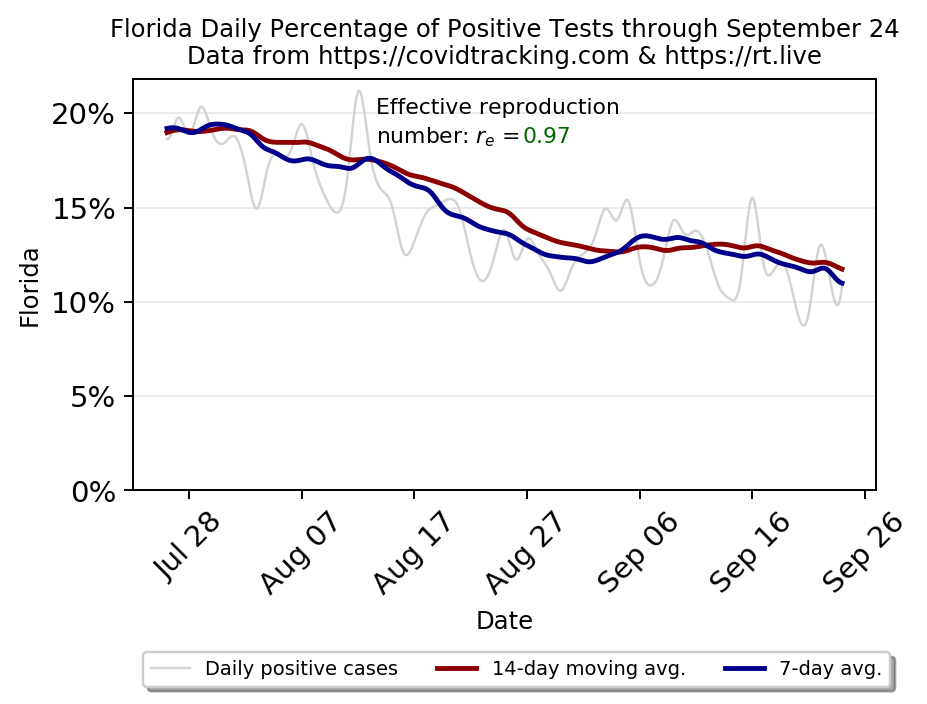 Florida Daily Percentage of Positive Tests through September 24
Data from https://covidtracking.com & https://rt.live
Effective reproduction
number: rₑ =0.97
20%
15%
10%
5%
0%
Florida
Jul 28
Aug 07
Aug 17
Aug 27
Sep 06
Sep 16
Sep 26
Date
Daily positive cases
14-day moving avg.
7-day avg.